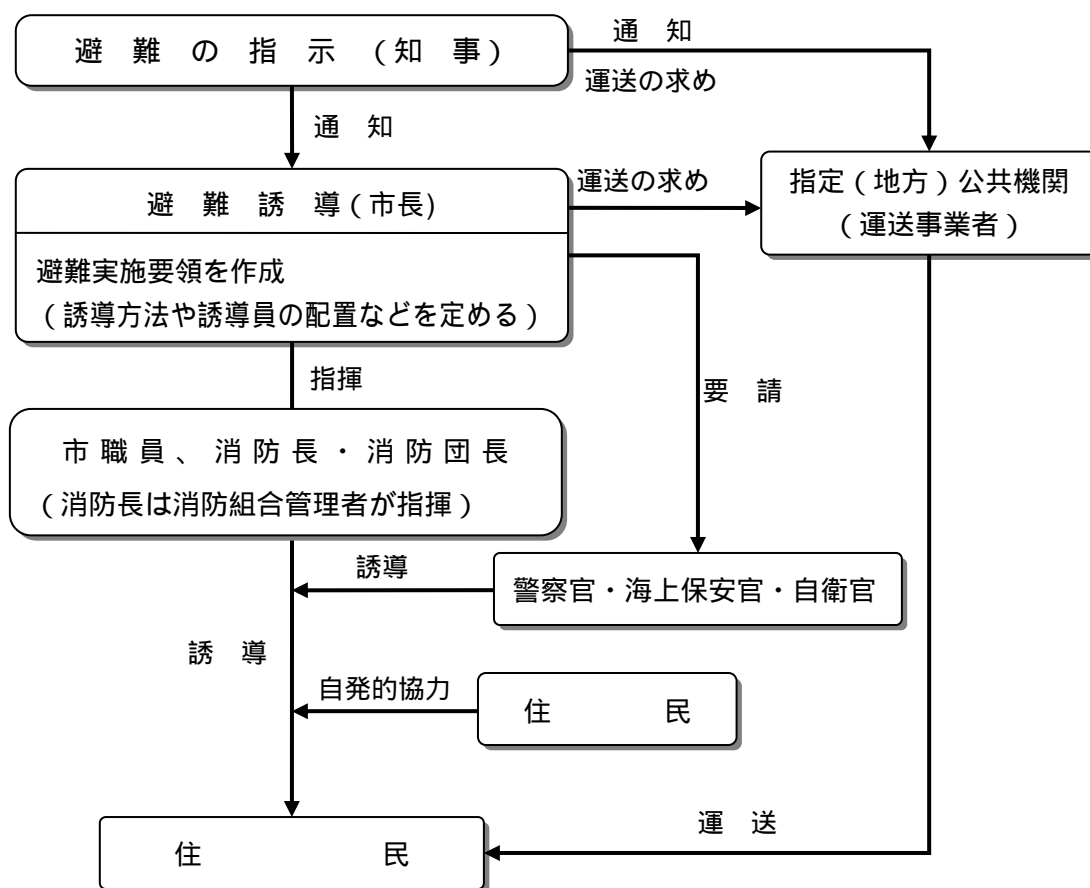 避難の指示(知事)
通知
運送の求め
通知
避難誘導(市長)
運送の求め
指定(地方)公共機関
(運送事業者)
避難実施要領を作成
(誘導方法や誘導員の配置などを定める)
指揮
要請
市職員、消防長・消防団長
(消防長は消防組合管理者が指揮)
誘導
警察官・海上保安官・自衛官
誘導
自発的協力
住民
運送
住民